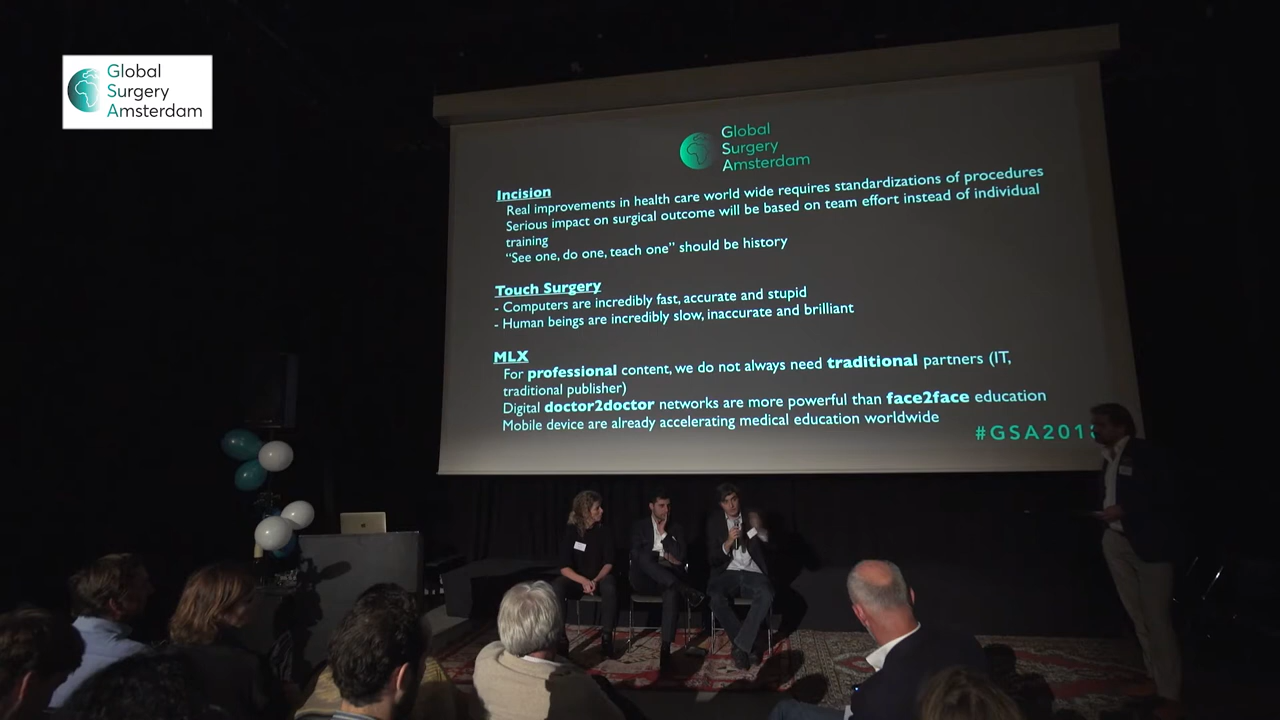 Global
Surgery
Amsterdam
Global
Surgery
Amsterdam
Incision
Real improvements in health care world wide requires standardizations of procedures
Serious impact on surgical outcome will be based on team effort instead of individual
training
“See one, do one, teach one” should be history
Touch Surgery
- Computers are incredibly fast, accurate and stupid
- Human beings are incredibly slow, inaccurate and brilliant
MLX
For professional content, we do not always need traditional partners (IT,
traditional publisher)
Digital doctor2doctor networks are more powerful than face2face education
Mobile device are already accelerating medical education worldwide
#GSA201